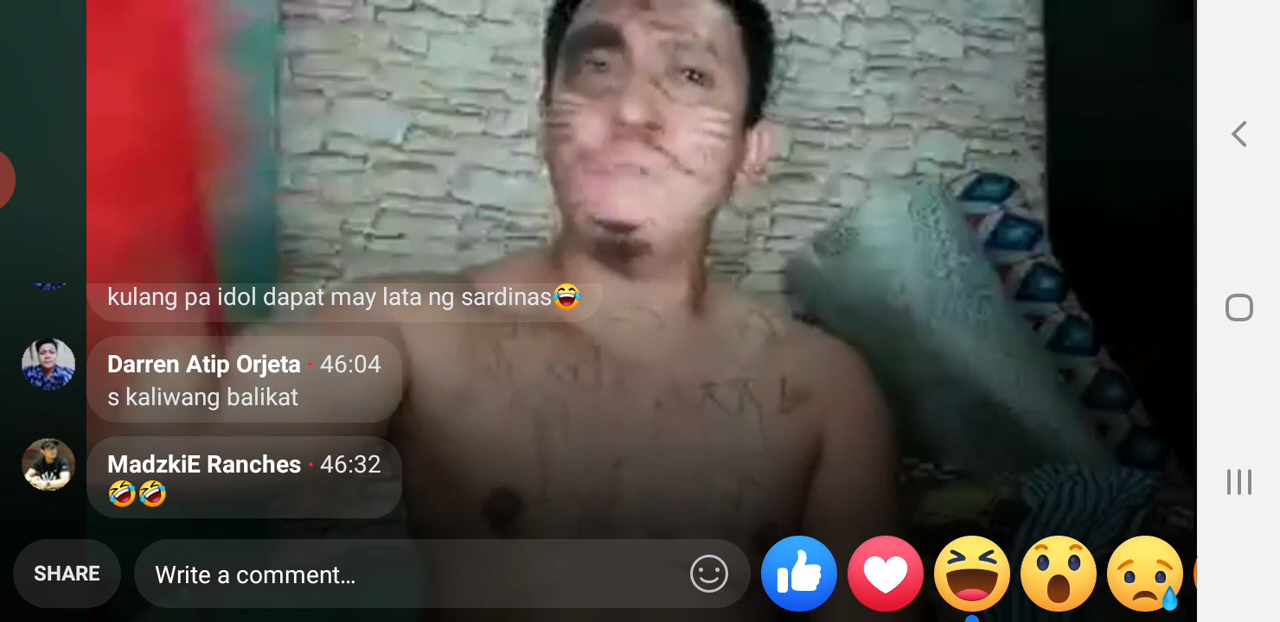 kulang pa idol dapat may lata ng sardinas😂
Darren Atip Orjeta · 46:04
s kaliwang balikat
MadzkiE Ranches · 46:32
🤣🤣
SHARE
Write a comment...